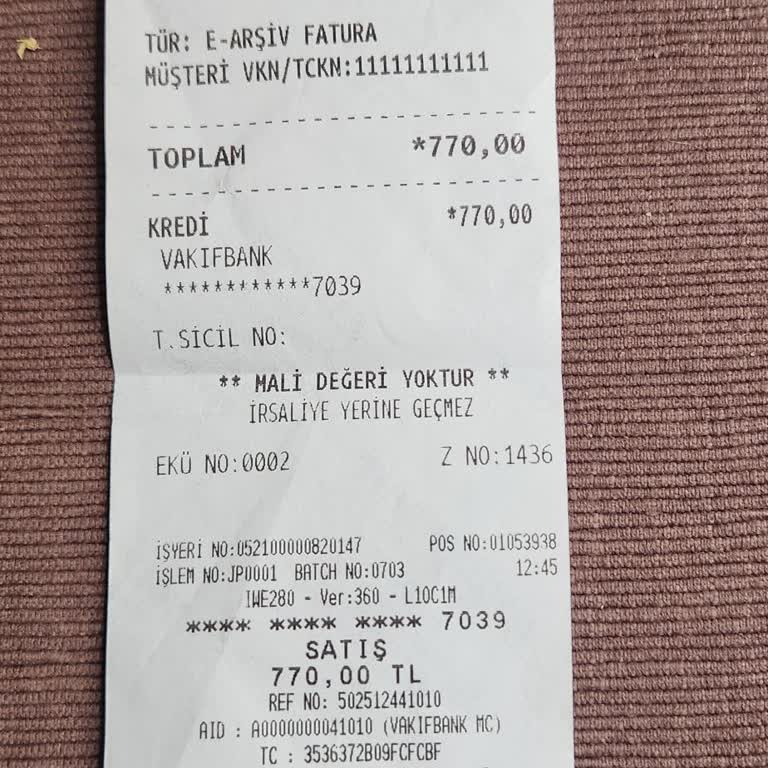 TÜR: E-ARŞİV FATURA
MÜŞTERİ VKN/TCKN:11111111111
TOPLAM *770,00
KREDİ *770,00
VAKIFBANK
************7039
T.SİCİL NO:
** MALİ DEĞERİ YOKTUR **
İRSALİYE YERİNE GEÇMEZ
EKÜ NO:0002 Z NO:1436
İŞYERİ NO:052100000820147 POS NO:01053938
İŞLEM NO:JP0001 BATCH NO:0703 12:45
IWE280 - Ver:360 - L10C1M
**** **** **** 7039
SATIŞ
770,00 TL
REF NO: 502512441010
AID : A0000000041010 (VAKIFBANK MC)
TC : 3536372B09FCFCBF